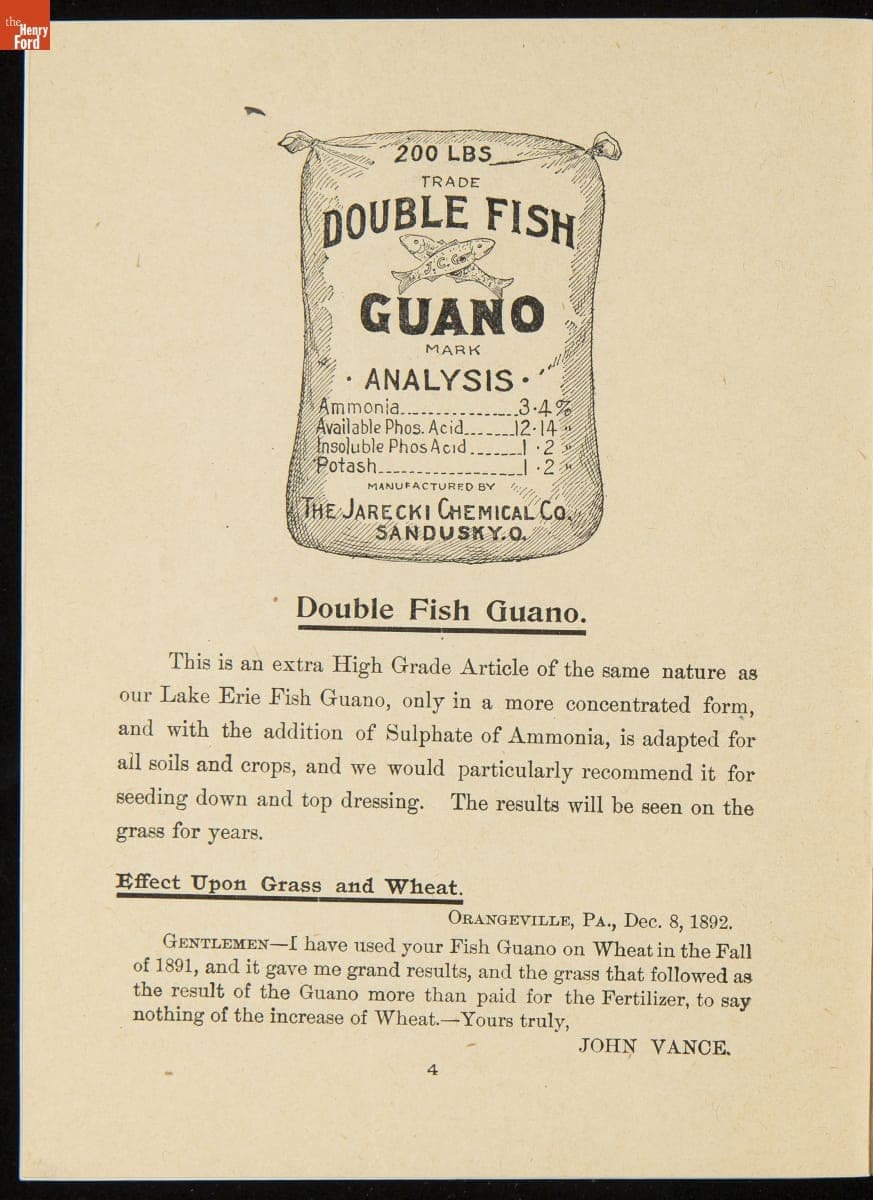 the
Henry
Ford
200 LBS
TRADE
DOUBLE FISH
J.C.Co.
GUANO
MARK
· ANALYSIS ·
Ammonia................3·4%
Available Phos. Acid.......12·14 "
Insoluble Phos Acid.......1·2 "
Potash...................1·2 "
MANUFACTURED BY
THE JARECKI CHEMICAL CO.
SANDUSKY.O.
Double Fish Guano.
This is an extra High Grade Article of the same nature as
our Lake Erie Fish Guano, only in a more concentrated form,
and with the addition of Sulphate of Ammonia, is adapted for
all soils and crops, and we would particularly recommend it for
seeding down and top dressing. The results will be seen on the
grass for years.
Effect Upon Grass and Wheat.
ORANGEVILLE, PA., Dec. 8, 1892.
GENTLEMEN—I have used your Fish Guano on Wheat in the Fall
of 1891, and it gave me grand results, and the grass that followed as
the result of the Guano more than paid for the Fertilizer, to say
nothing of the increase of Wheat.—Yours truly,
JOHN VANCE.
4